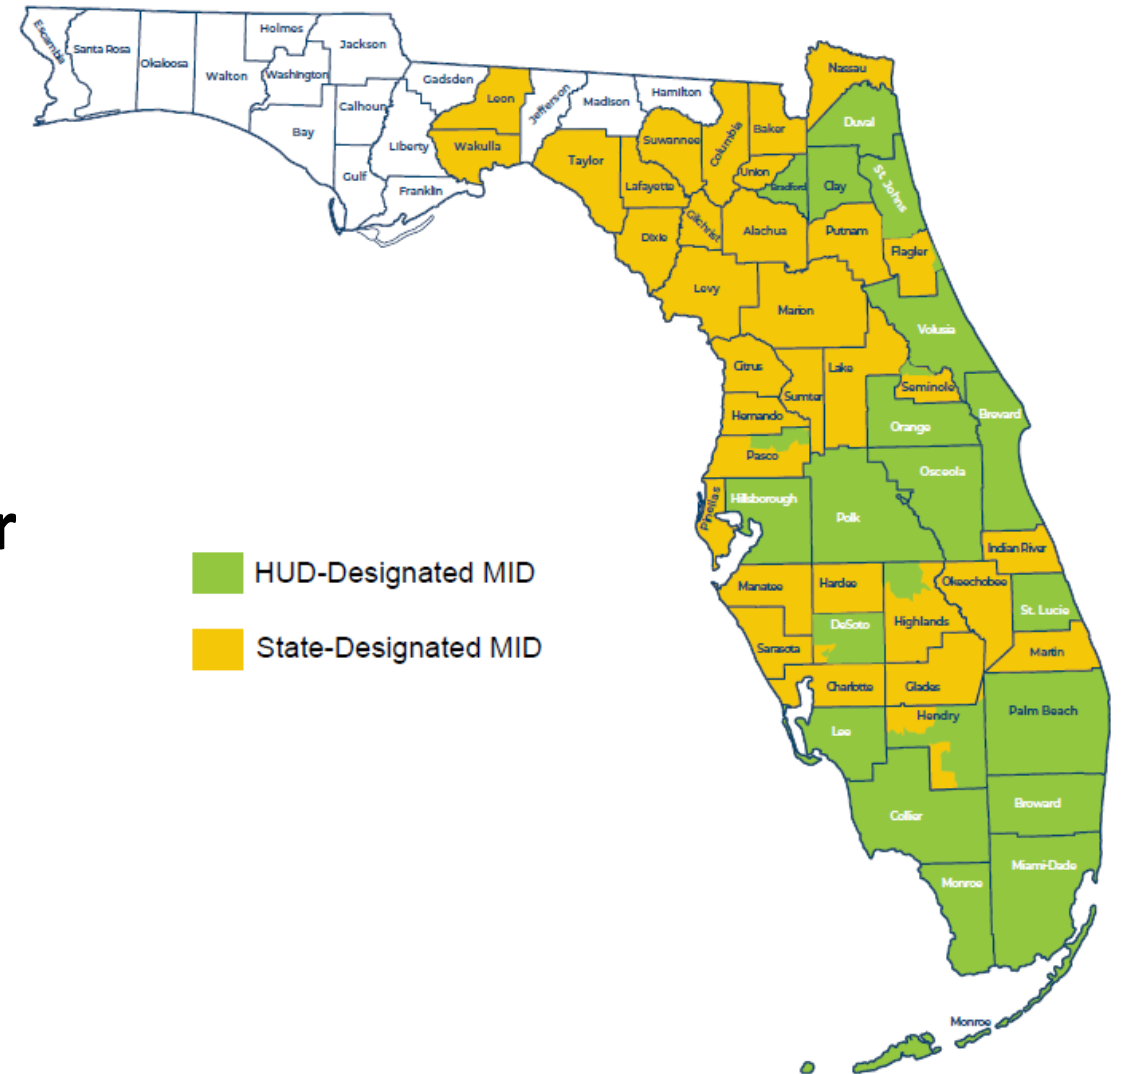 Escambia
Santa Rosa
Okaloosa
Walton
Holmes
Washington
Jackson
Bay
Calhoun
Gulf
Liberty
Gadsden
Franklin
Leon
Wakulla
Jefferson
Madison
Taylor
Hamilton
Suwannee
Lafayette
Dixie
Columbia
Gilchrist
Baker
Union
Bradford
Alachua
Levy
Nassau
Duval
Clay
St. Johns
Putnam
Flagler
Marion
Volusia
Citrus
Sumter
Lake
Hernando
Seminole
Orange
Brevard
Pasco
Osceola
Pinellas
Hillsborough
Polk
r
HUD-Designated MID
State-Designated MID
Indian River
Manatee
Hardee
Okeechobee
Highlands
St. Lucie
DeSoto
Sarasota
Martin
Charlotte
Glades
Lee
Hendry
Palm Beach
Collier
Broward
Miami-Dade
Monroe
Monroe